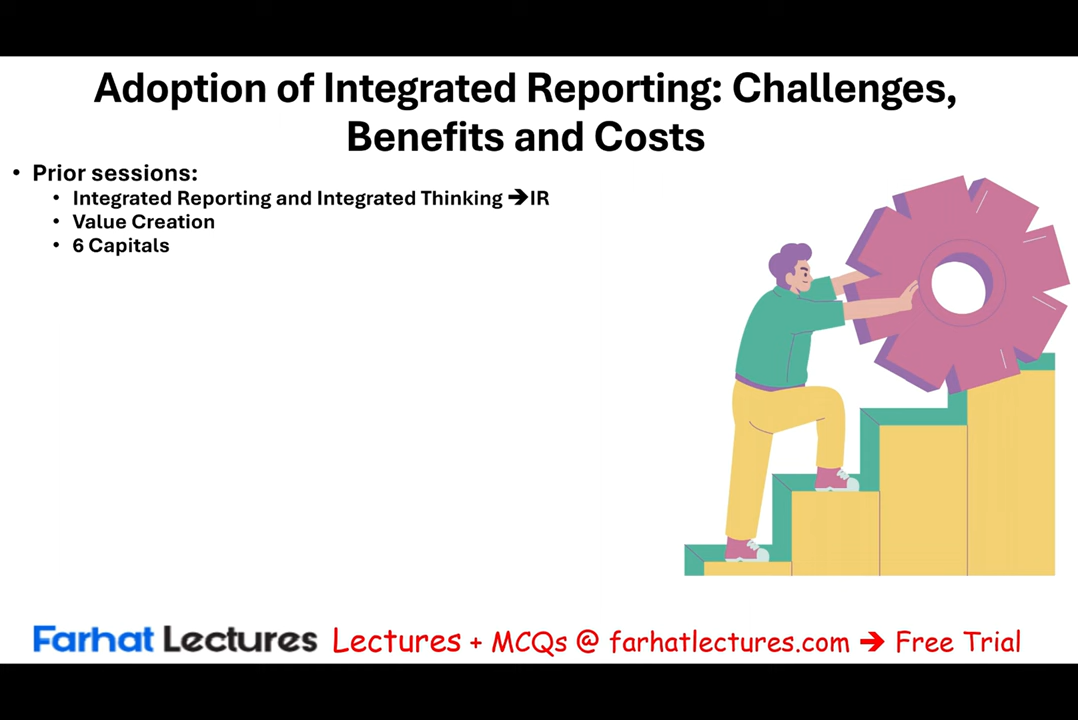 Adoption of Integrated Reporting: Challenges,
Benefits and Costs
• Prior sessions:
• Integrated Reporting and Integrated Thinking ➔IR
• Value Creation
• 6 Capitals
Farhat Lectures Lectures + MCQs @ farhatlectures.com ➔ Free Trial